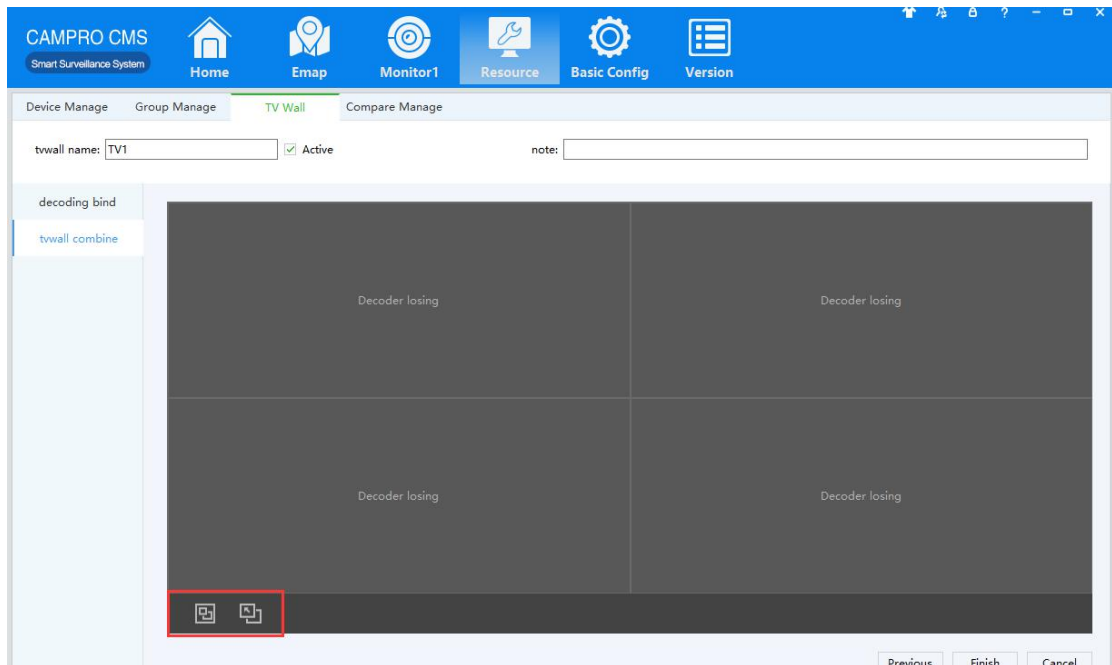 CAMPRO CMS
Smart Surveillance System
Home
Emap
Monitor1
Resource
Basic Config
Version
Device Manage
Group Manage
TV Wall
Compare Manage
tvwall name: TV1
Active
note:
decoding bind
tvwall combine
Decoder losing
Decoder losing
Decoder losing
Decoder losing
Previous
Finish
Cancel